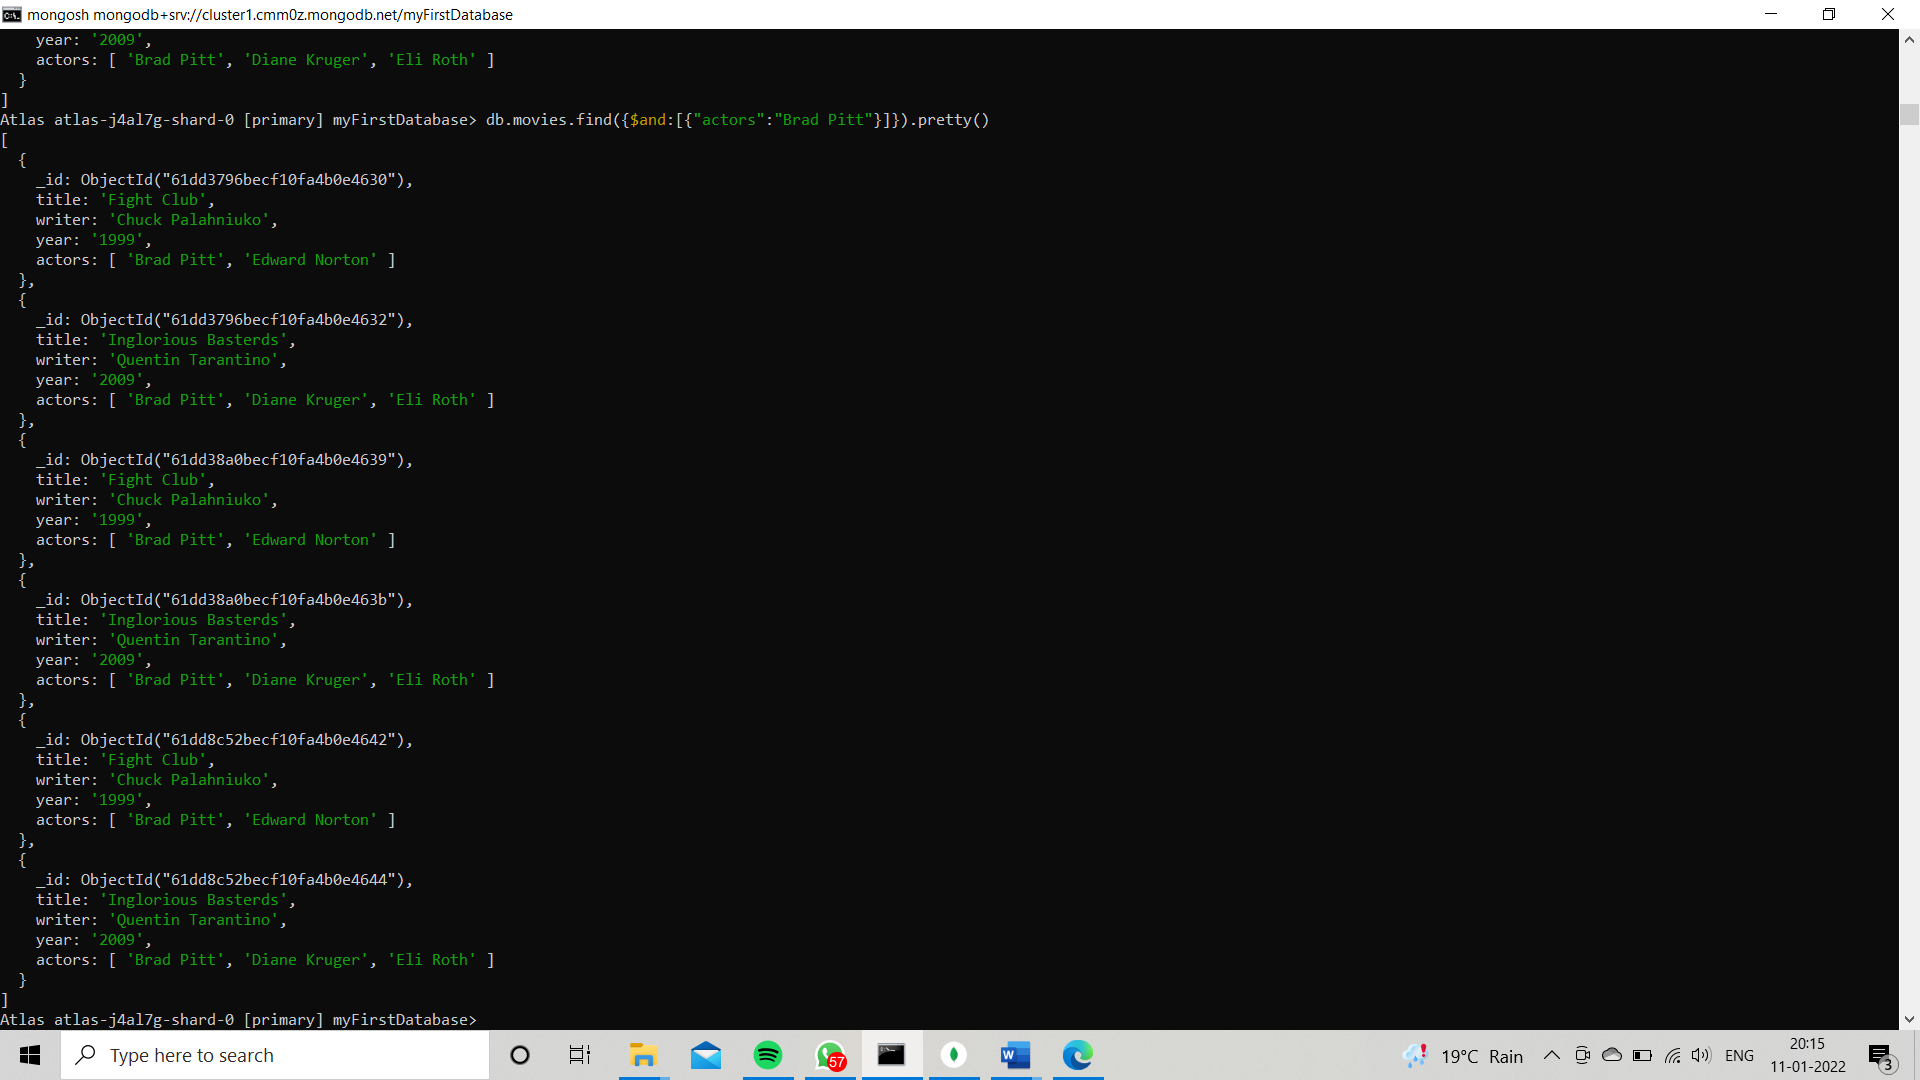 mongosh mongodb+srv://cluster1.cmm0z.mongodb.net/myFirstDatabase
    year: '2009',
    actors: [ 'Brad Pitt', 'Diane Kruger', 'Eli Roth' ]
  }
]
Atlas atlas-j4al7g-shard-0 [primary] myFirstDatabase> db.movies.find({$and:[{"actors":"Brad Pitt"}]}).pretty()
[
  {
    _id: ObjectId("61dd3796becf10fa4b0e4630"),
    title: 'Fight Club',
    writer: 'Chuck Palahniuko',
    year: '1999',
    actors: [ 'Brad Pitt', 'Edward Norton' ]
  },
  {
    _id: ObjectId("61dd3796becf10fa4b0e4632"),
    title: 'Inglorious Basterds',
    writer: 'Quentin Tarantino',
    year: '2009',
    actors: [ 'Brad Pitt', 'Diane Kruger', 'Eli Roth' ]
  },
  {
    _id: ObjectId("61dd38a0becf10fa4b0e4639"),
    title: 'Fight Club',
    writer: 'Chuck Palahniuko',
    year: '1999',
    actors: [ 'Brad Pitt', 'Edward Norton' ]
  },
  {
    _id: ObjectId("61dd38a0becf10fa4b0e463b"),
    title: 'Inglorious Basterds',
    writer: 'Quentin Tarantino',
    year: '2009',
    actors: [ 'Brad Pitt', 'Diane Kruger', 'Eli Roth' ]
  },
  {
    _id: ObjectId("61dd8c52becf10fa4b0e4642"),
    title: 'Fight Club',
    writer: 'Chuck Palahniuko',
    year: '1999',
    actors: [ 'Brad Pitt', 'Edward Norton' ]
  },
  {
    _id: ObjectId("61dd8c52becf10fa4b0e4644"),
    title: 'Inglorious Basterds',
    writer: 'Quentin Tarantino',
    year: '2009',
    actors: [ 'Brad Pitt', 'Diane Kruger', 'Eli Roth' ]
  }
]
Atlas atlas-j4al7g-shard-0 [primary] myFirstDatabase>
Type here to search
57
W
19°C Rain
ENG
20:15
11-01-2022
3